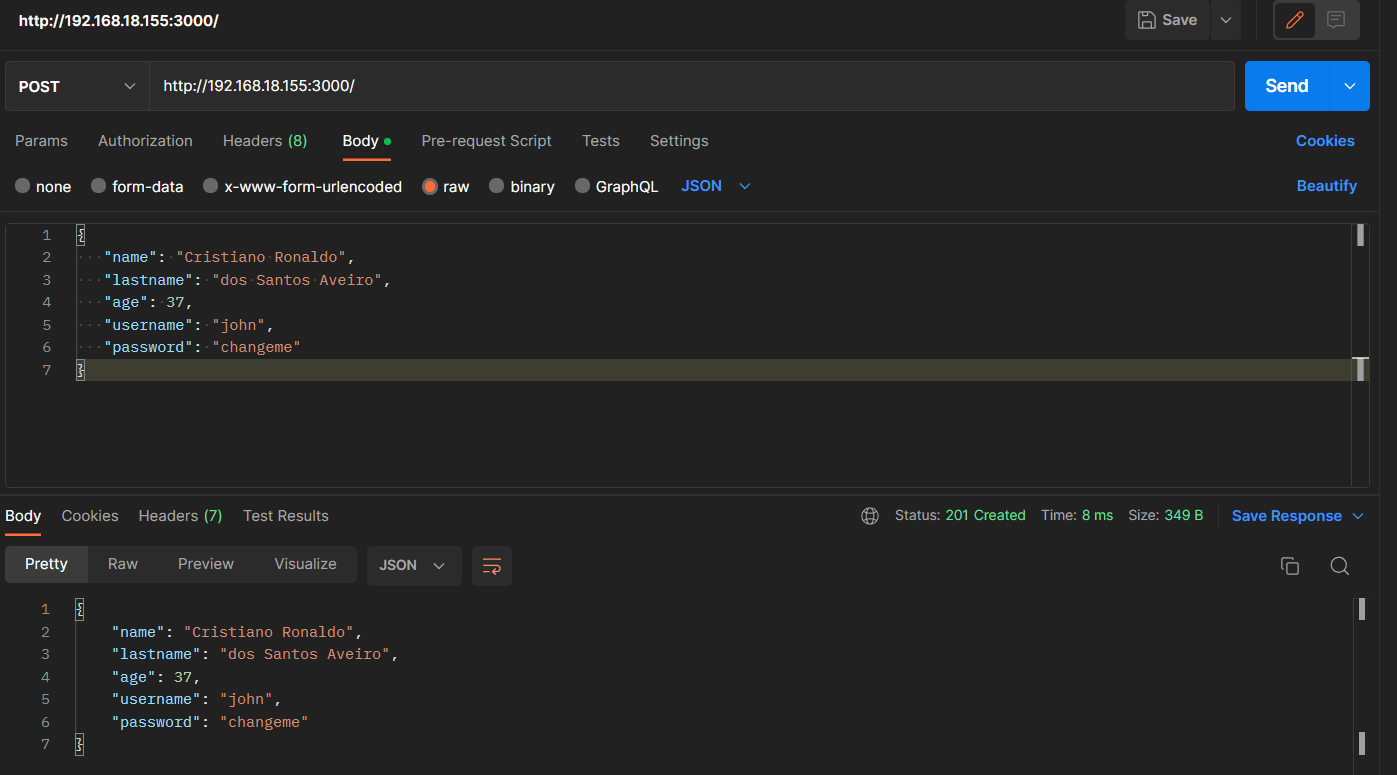 http://192.168.18.155:3000/ Save
POST http://192.168.18.155:3000/ Send
Params Authorization Headers (8) Body Pre-request Script Tests Settings Cookies
none form-data x-www-form-urlencoded raw binary GraphQL JSON Beautify
1 {
2 "name": "Cristiano Ronaldo",
3 "lastname": "dos Santos Aveiro",
4 "age": 37,
5 "username": "john",
6 "password": "changeme"
7 }
Body Cookies Headers (7) Test Results Status: 201 Created Time: 8 ms Size: 349 B Save Response
Pretty Raw Preview Visualize JSON
1 {
2 "name": "Cristiano Ronaldo",
3 "lastname": "dos Santos Aveiro",
4 "age": 37,
5 "username": "john",
6 "password": "changeme"
7 }